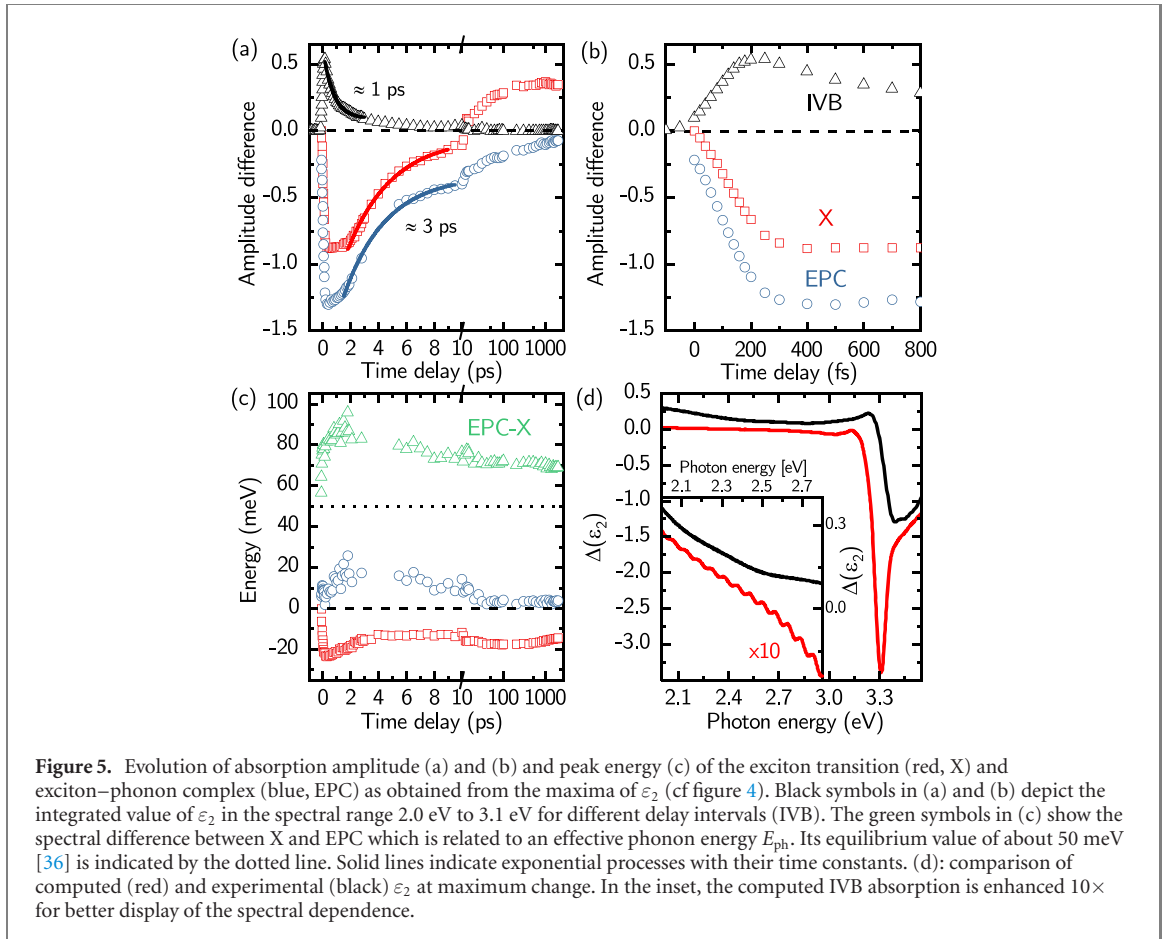 (a)
(b)
0.5
0.0
-0.5
-1.0
-1.5
Amplitude difference
≈ 1 ps
≈ 3 ps
0 2 4 6 8 10 100 1000
Time delay (ps)
0.5
0.0
-0.5
-1.0
-1.5
Amplitude difference
IVB
X
EPC
0 200 400 600 800
Time delay (fs)
(c)
100
80
60
40
20
0
-20
Energy (meV)
EPC-X
0 2 4 6 8 10 100 1000
Time delay (ps)
(d)
0.5
0.0
-0.5
-1.0
-1.5
-2.0
-2.5
-3.0
Δ(ε₂)
Photon energy [eV]
2.1 2.3 2.5 2.7
0.3
0.0
Δ(ε₂)
x10
2.1 2.4 2.7 3.0 3.3
Photon energy (eV)
Figure 5. Evolution of absorption amplitude (a) and (b) and peak energy (c) of the exciton transition (red, X) and
exciton–phonon complex (blue, EPC) as obtained from the maxima of ε₂ (cf figure 4). Black symbols in (a) and (b) depict the
integrated value of ε₂ in the spectral range 2.0 eV to 3.1 eV for different delay intervals (IVB). The green symbols in (c) show the
spectral difference between X and EPC which is related to an effective phonon energy Eph. Its equilibrium value of about 50 meV
[36] is indicated by the dotted line. Solid lines indicate exponential processes with their time constants. (d): comparison of
computed (red) and experimental (black) ε₂ at maximum change. In the inset, the computed IVB absorption is enhanced 10×
for better display of the spectral dependence.